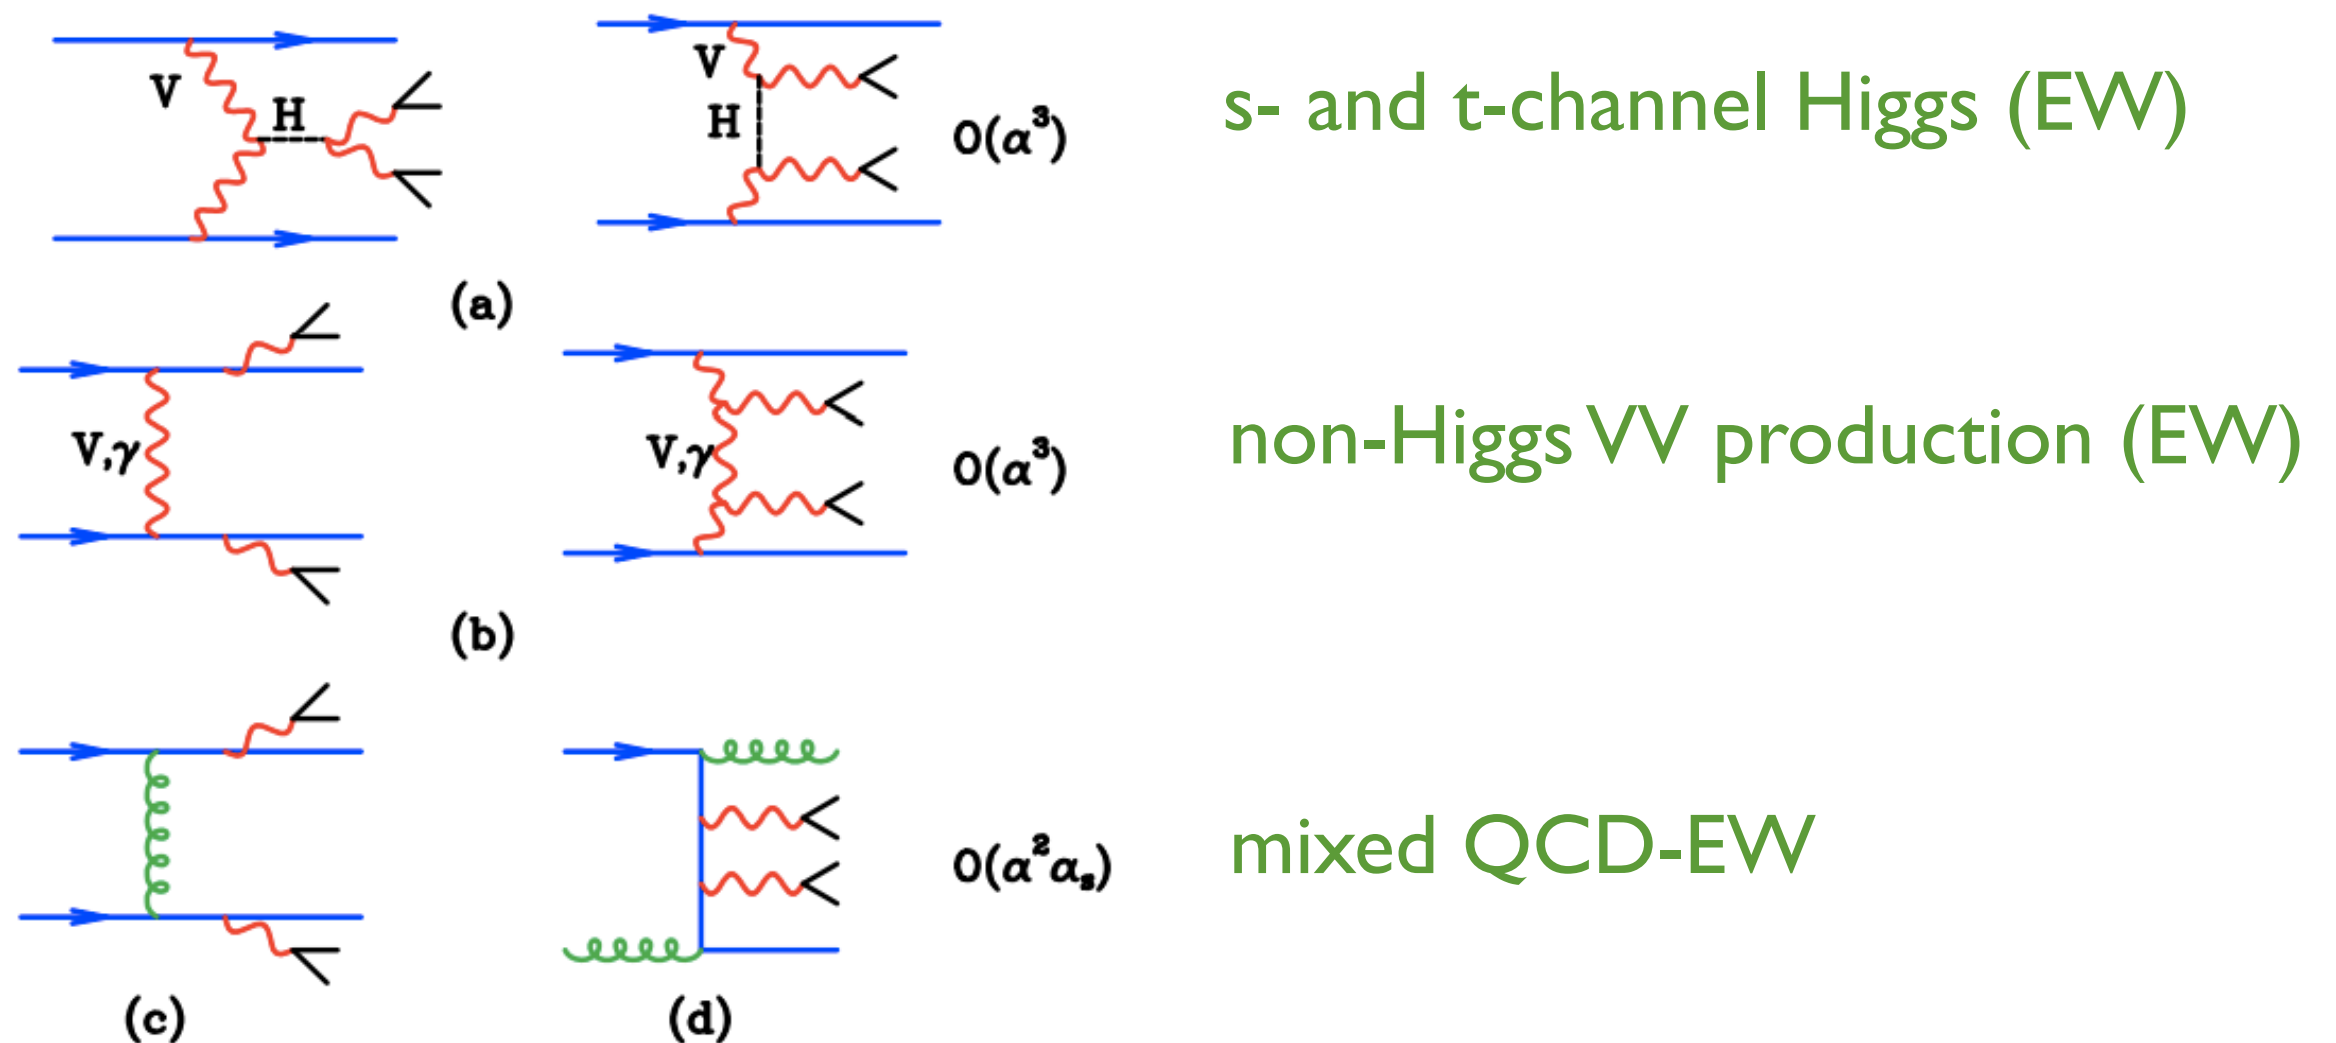 V
H
V
H
O(α³)
s- and t-channel Higgs (EW)
(a)
V,γ
V,γ
O(α³)
non-Higgs VV production (EW)
(b)
O(α²αₛ)
mixed QCD-EW
(c)
(d)